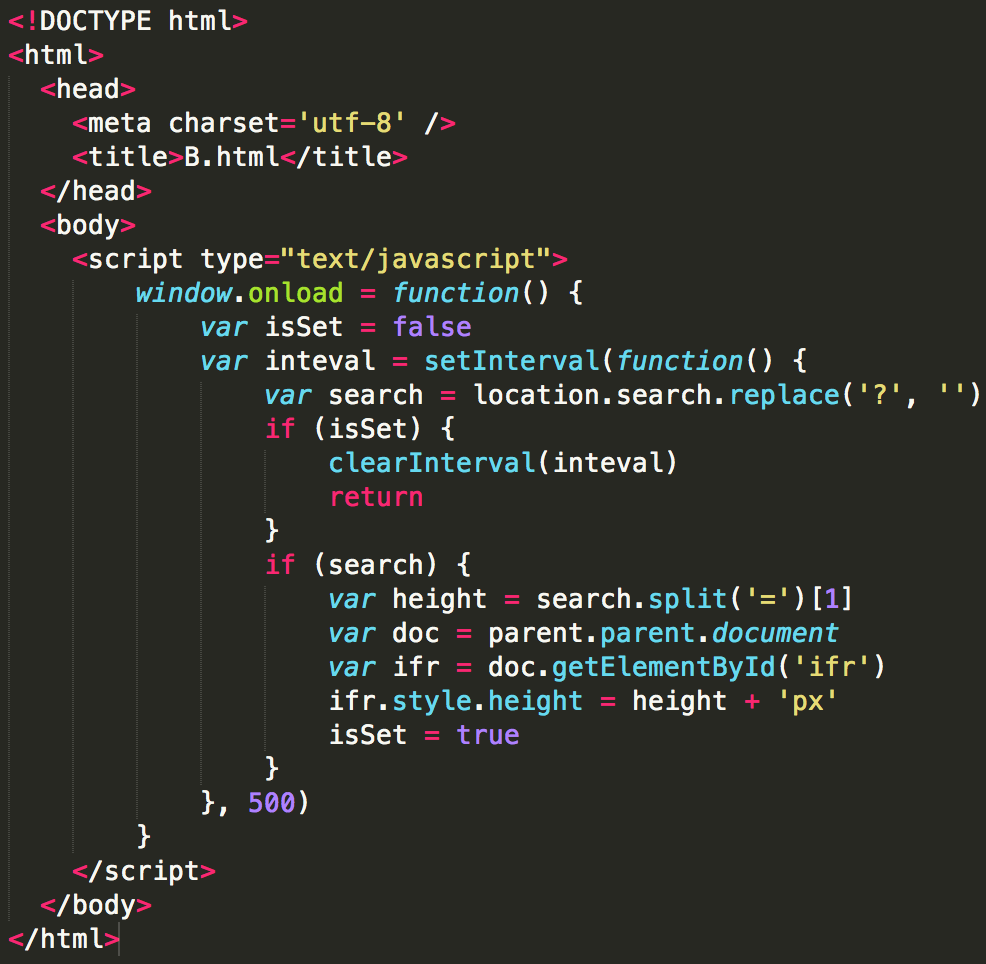 <!DOCTYPE html>
<html>
  <head>
    <meta charset='utf-8' />
    <title>B.html</title>
  </head>
  <body>
    <script type="text/javascript">
        window.onload = function() {
            var isSet = false
            var inteval = setInterval(function() {
                var search = location.search.replace('?', '')
                if (isSet) {
                    clearInterval(inteval)
                    return
                }
                if (search) {
                    var height = search.split('=')[1]
                    var doc = parent.parent.document
                    var ifr = doc.getElementById('ifr')
                    ifr.style.height = height + 'px'
                    isSet = true
                }
            }, 500)
        }
    </script>
  </body>
</html>